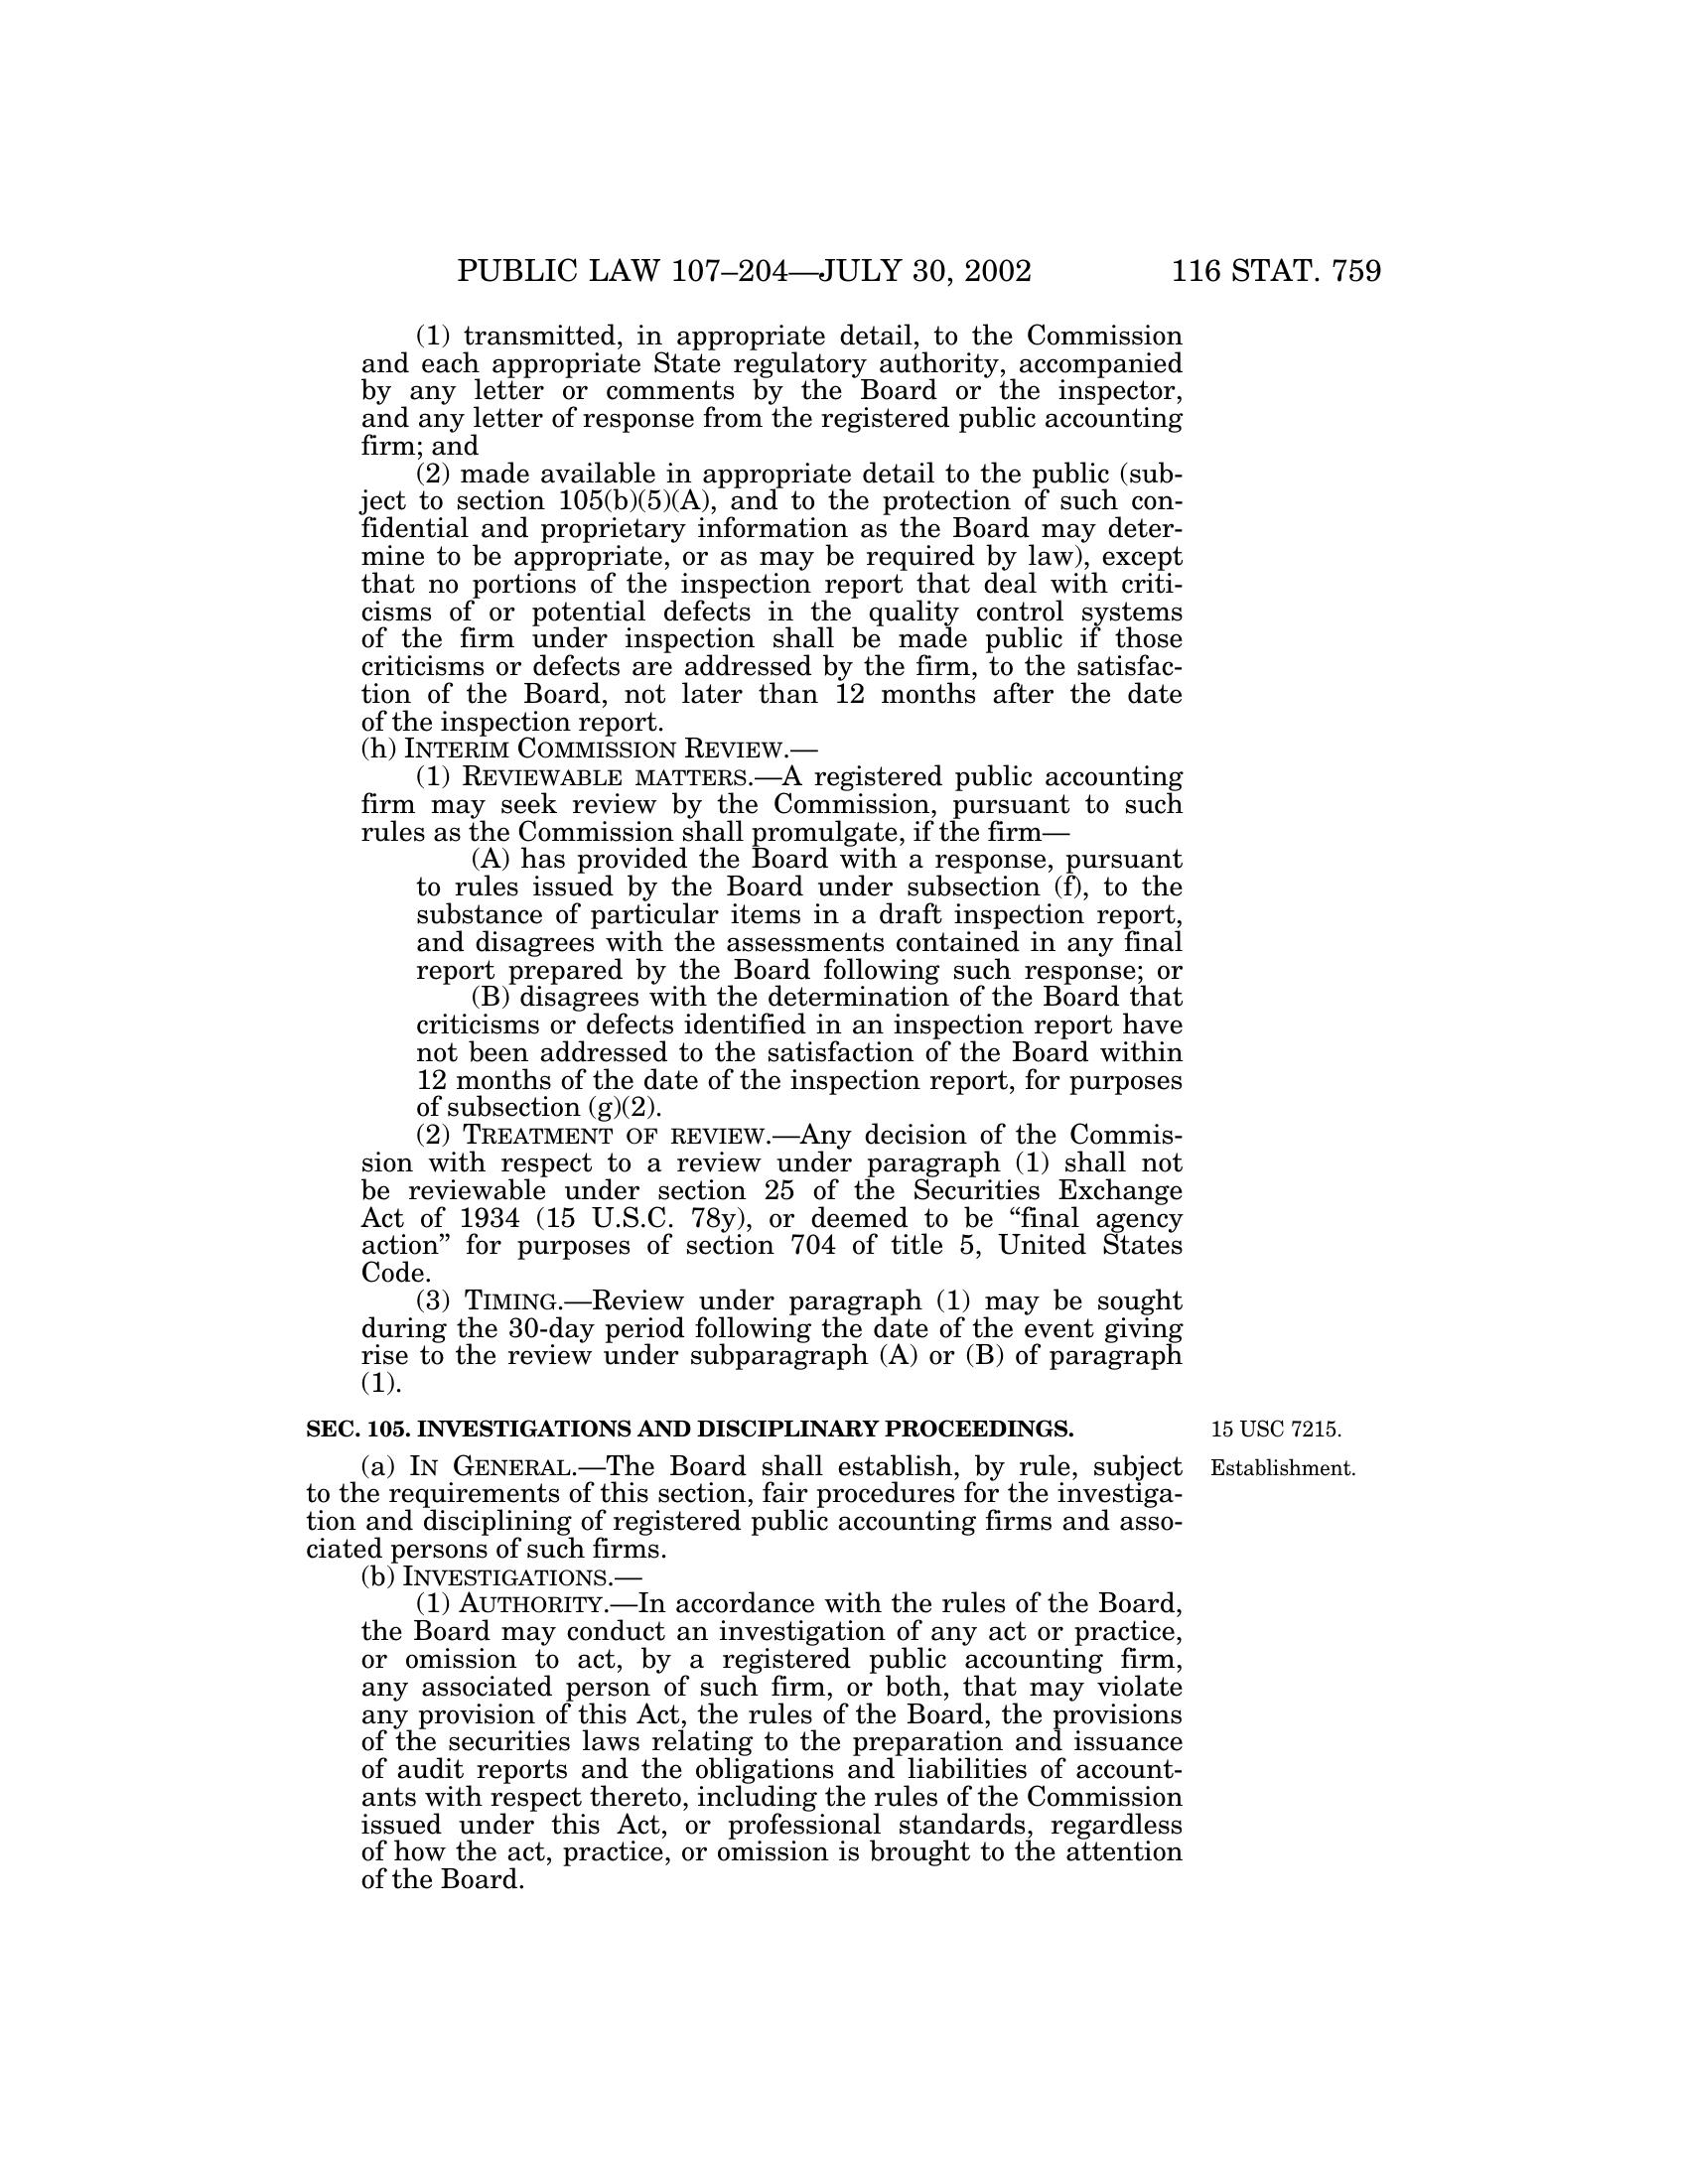 PUBLIC LAW 107–204—JULY 30, 2002 116 STAT. 759
(1) transmitted, in appropriate detail, to the Commission
and each appropriate State regulatory authority, accompanied
by any letter or comments by the Board or the inspector,
and any letter of response from the registered public accounting
firm; and
(2) made available in appropriate detail to the public (sub-
ject to section 105(b)(5)(A), and to the protection of such con-
fidential and proprietary information as the Board may deter-
mine to be appropriate, or as may be required by law), except
that no portions of the inspection report that deal with criti-
cisms of or potential defects in the quality control systems
of the firm under inspection shall be made public if those
criticisms or defects are addressed by the firm, to the satisfac-
tion of the Board, not later than 12 months after the date
of the inspection report.
(h) INTERIM COMMISSION REVIEW.—
(1) REVIEWABLE MATTERS.—A registered public accounting
firm may seek review by the Commission, pursuant to such
rules as the Commission shall promulgate, if the firm—
(A) has provided the Board with a response, pursuant
to rules issued by the Board under subsection (f), to the
substance of particular items in a draft inspection report,
and disagrees with the assessments contained in any final
report prepared by the Board following such response; or
(B) disagrees with the determination of the Board that
criticisms or defects identified in an inspection report have
not been addressed to the satisfaction of the Board within
12 months of the date of the inspection report, for purposes
of subsection (g)(2).
(2) TREATMENT OF REVIEW.—Any decision of the Commis-
sion with respect to a review under paragraph (1) shall not
be reviewable under section 25 of the Securities Exchange
Act of 1934 (15 U.S.C. 78y), or deemed to be “final agency
action” for purposes of section 704 of title 5, United States
Code.
(3) TIMING.—Review under paragraph (1) may be sought
during the 30-day period following the date of the event giving
rise to the review under subparagraph (A) or (B) of paragraph
(1).
SEC. 105. INVESTIGATIONS AND DISCIPLINARY PROCEEDINGS. 15 USC 7215.
(a) IN GENERAL.—The Board shall establish, by rule, subject Establishment.
to the requirements of this section, fair procedures for the investiga-
tion and disciplining of registered public accounting firms and asso-
ciated persons of such firms.
(b) INVESTIGATIONS.—
(1) AUTHORITY.—In accordance with the rules of the Board,
the Board may conduct an investigation of any act or practice,
or omission to act, by a registered public accounting firm,
any associated person of such firm, or both, that may violate
any provision of this Act, the rules of the Board, the provisions
of the securities laws relating to the preparation and issuance
of audit reports and the obligations and liabilities of account-
ants with respect thereto, including the rules of the Commission
issued under this Act, or professional standards, regardless
of how the act, practice, or omission is brought to the attention
of the Board.